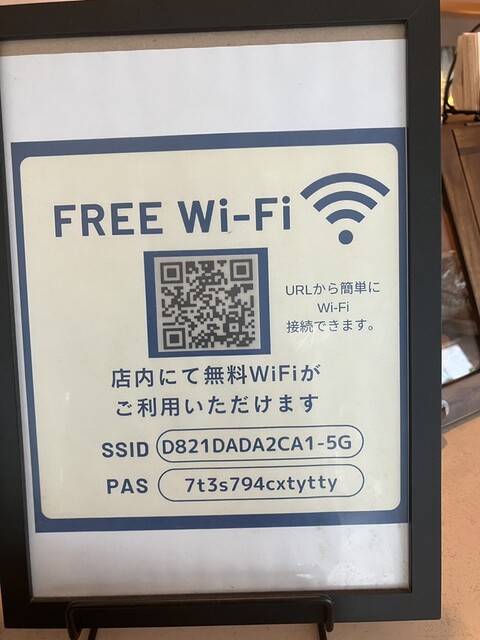 FREE Wi-Fi
URLから簡単に
Wi-Fi
接続できます。
店内にて無料WiFiが
ご利用いただけます
SSID D821DADA2CA1-5G
PAS 7t3s794cxtytty